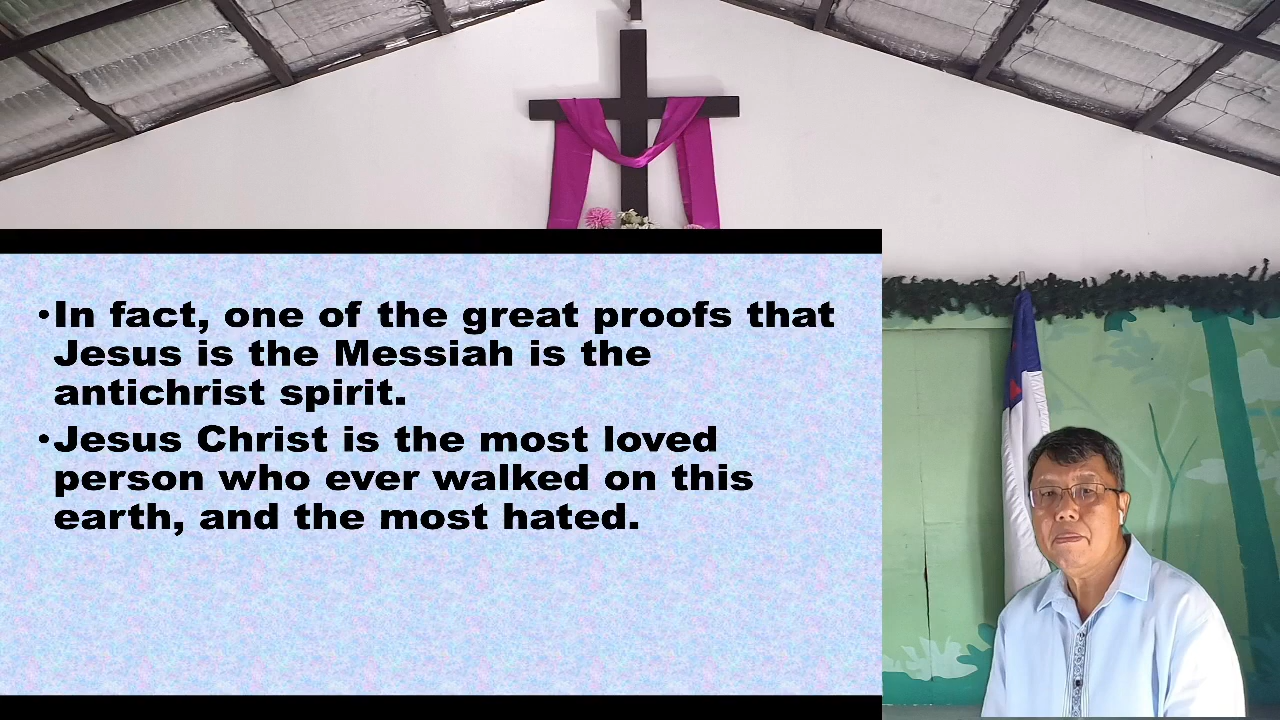 •In fact, one of the great proofs that
Jesus is the Messiah is the
antichrist spirit.
•Jesus Christ is the most loved
person who ever walked on this
earth, and the most hated.